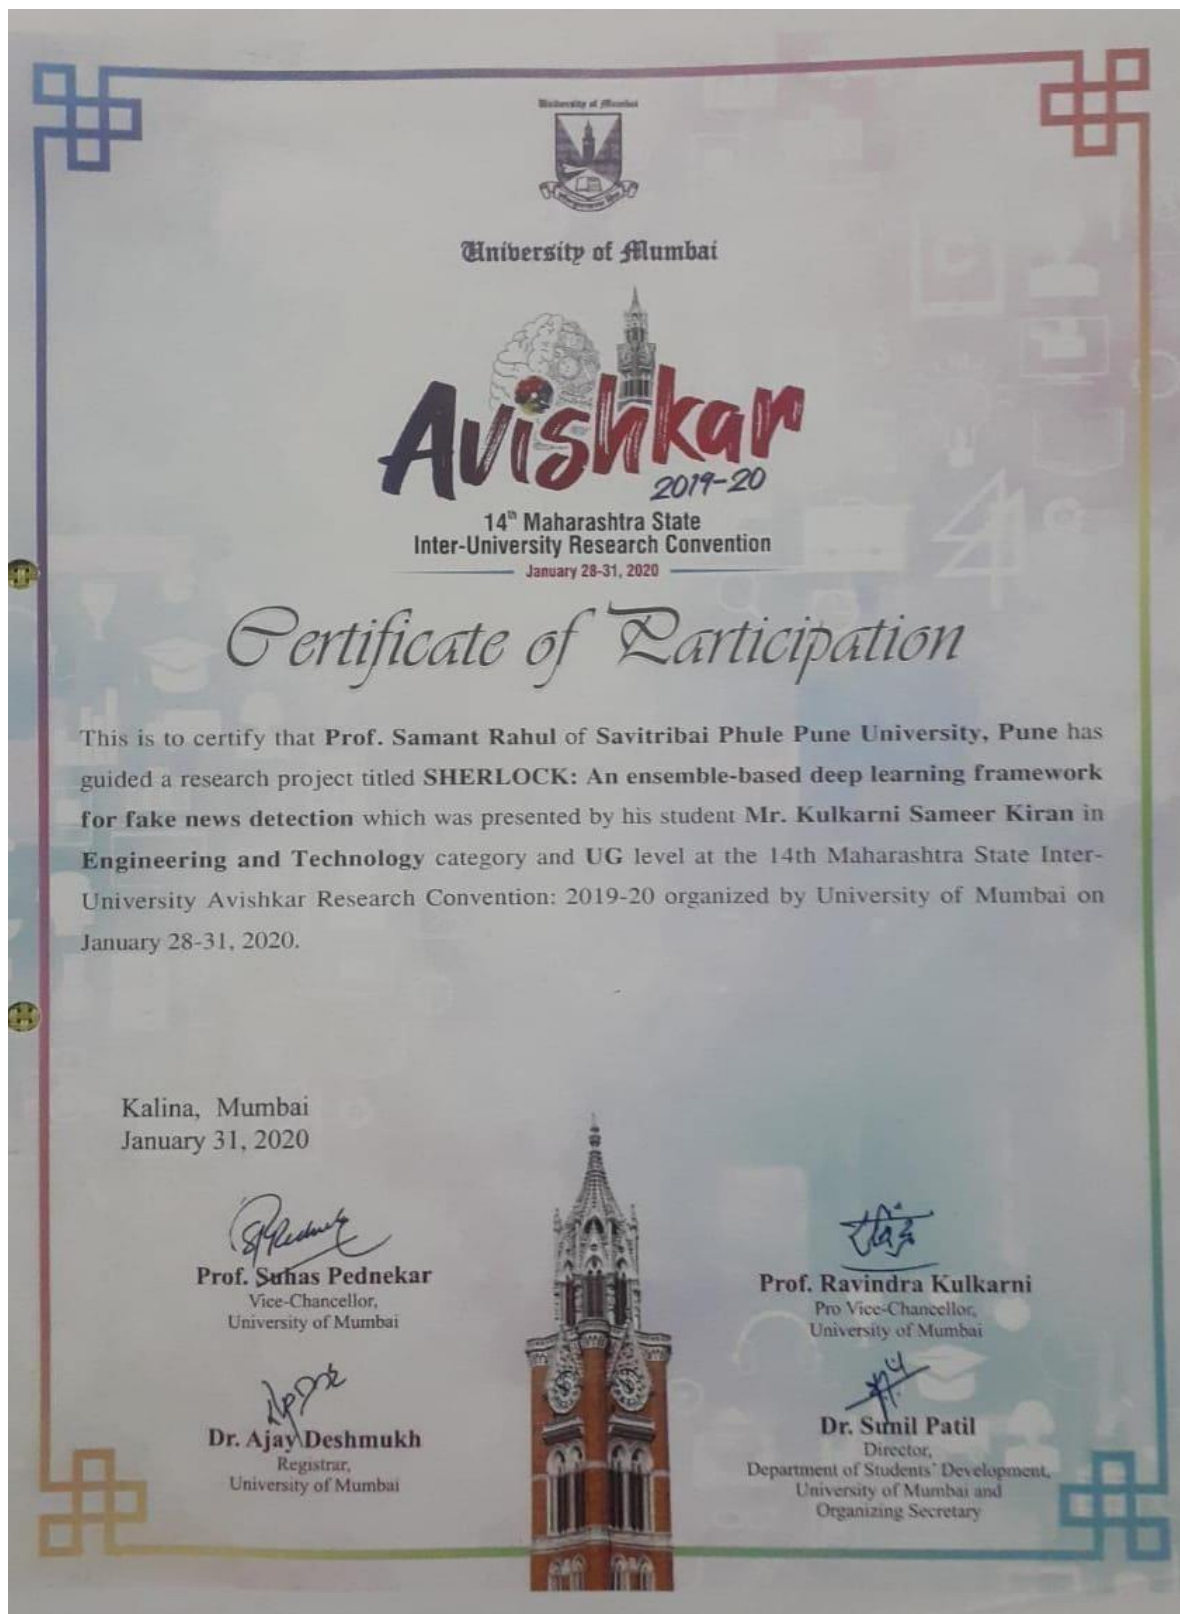 University of Mumbai
University of Mumbai
Avishkar
2019-20
14th Maharashtra State
Inter-University Research Convention
January 28-31, 2020
Certificate of Participation
This is to certify that Prof. Samant Rahul of Savitribai Phule Pune University, Pune has
guided a research project titled SHERLOCK: An ensemble-based deep learning framework
for fake news detection which was presented by his student Mr. Kulkarni Sameer Kiran in
Engineering and Technology category and UG level at the 14th Maharashtra State Inter-
University Avishkar Research Convention: 2019-20 organized by University of Mumbai on
January 28-31, 2020.
Kalina, Mumbai
January 31, 2020
Prof. Suhas Pednekar
Vice-Chancellor,
University of Mumbai
Prof. Ravindra Kulkarni
Pro Vice-Chancellor,
University of Mumbai
Dr. Ajay Deshmukh
Registrar,
University of Mumbai
Dr. Sunil Patil
Director,
Department of Students' Development,
University of Mumbai and
Organizing Secretary